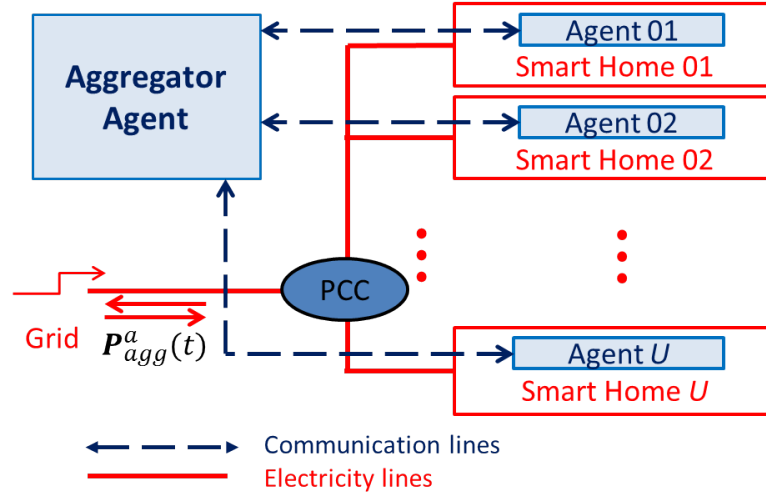 Aggregator
Agent
Agent 01
Smart Home 01
Agent 02
Smart Home 02
PCC
Grid
P^a_agg(t)
Agent U
Smart Home U
Communication lines
Electricity lines